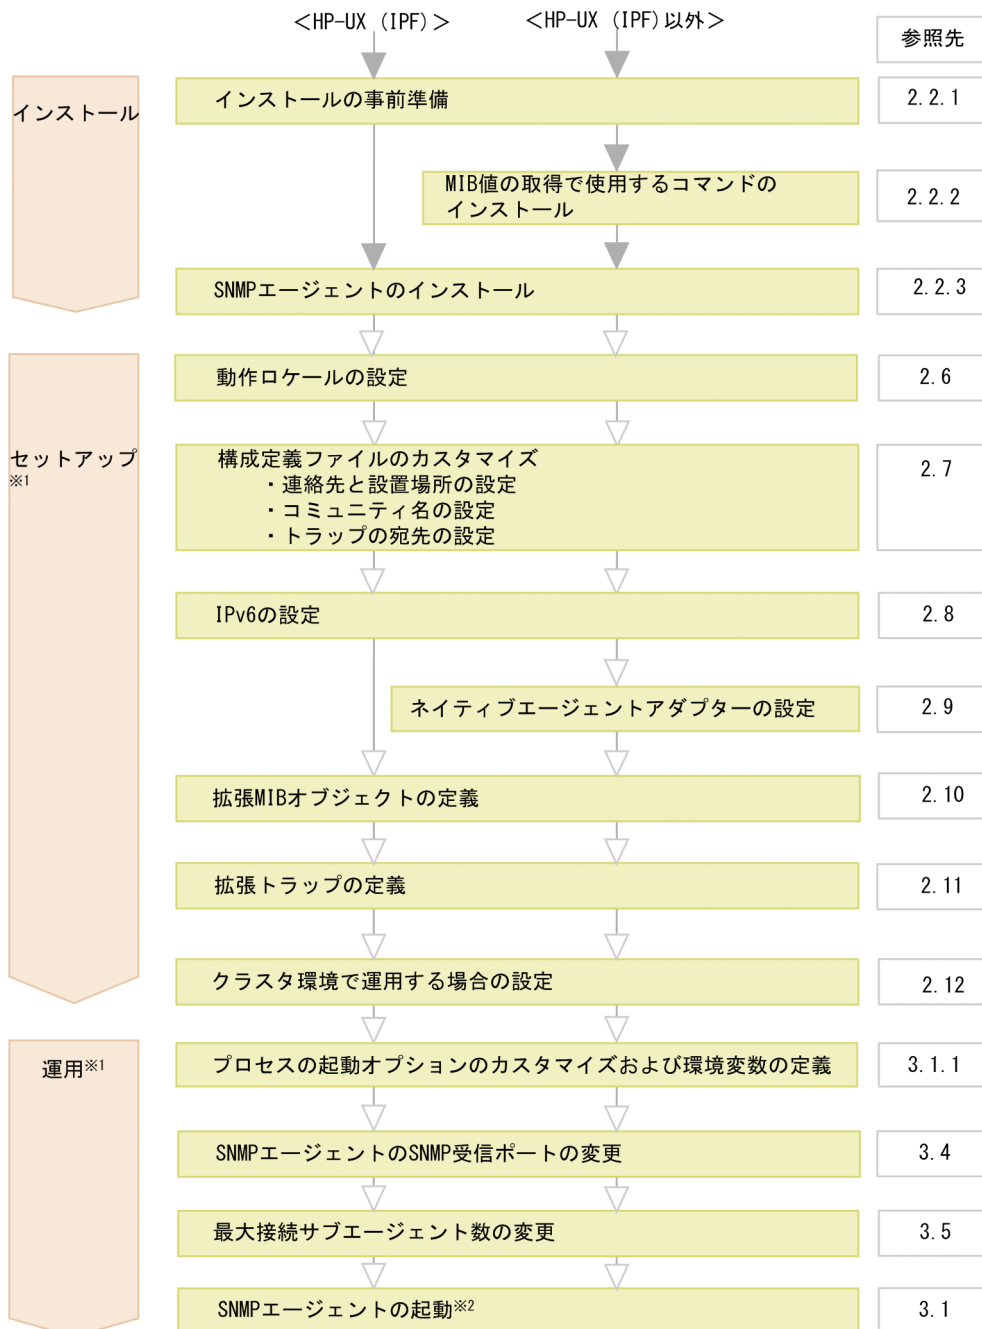 ＜HP-UX (IPF)＞
＜HP-UX (IPF)以外＞
参照先
インストール
インストールの事前準備
2.2.1
MIB値の取得で使用するコマンドの
インストール
2.2.2
SNMPエージェントのインストール
2.2.3
動作ロケールの設定
2.6
セットアップ
※1
構成定義ファイルのカスタマイズ
・連絡先と設置場所の設定
・コミュニティ名の設定
・トラップの宛先の設定
2.7
IPv6の設定
2.8
ネイティブエージェントアダプターの設定
2.9
拡張MIBオブジェクトの定義
2.10
拡張トラップの定義
2.11
クラスタ環境で運用する場合の設定
2.12
運用※1
プロセスの起動オプションのカスタマイズおよび環境変数の定義
3.1.1
SNMPエージェントのSNMP受信ポートの変更
3.4
最大接続サブエージェント数の変更
3.5
SNMPエージェントの起動※2
3.1